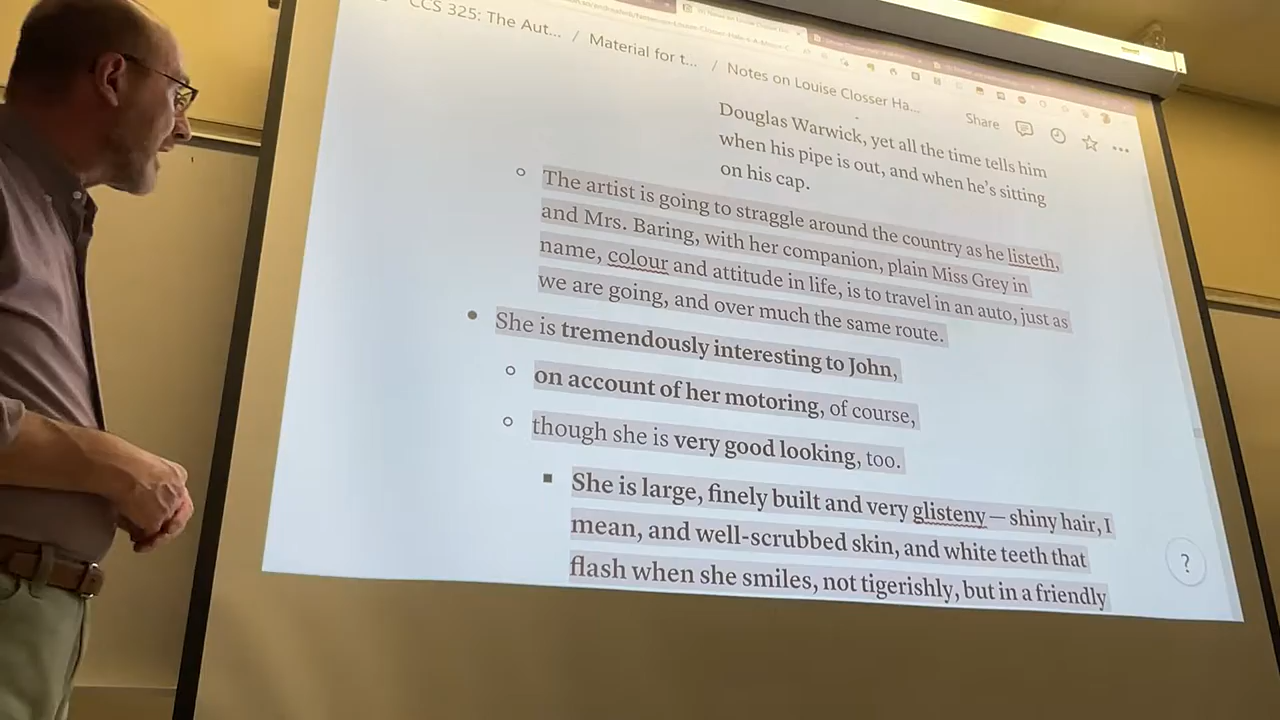 CCS 325: The Aut... / Material for t... / Notes on Louise Closser Ha...
Share
Douglas Warwick, yet all the time tells him
when his pipe is out, and when he's sitting
on his cap.
The artist is going to straggle around the country as he listeth,
and Mrs. Baring, with her companion, plain Miss Grey in
name, colour and attitude in life, is to travel in an auto, just as
we are going, and over much the same route.
She is tremendously interesting to John,
on account of her motoring, of course,
though she is very good looking, too.
She is large, finely built and very glisteny — shiny hair, I
mean, and well-scrubbed skin, and white teeth that
flash when she smiles, not tigerishly, but in a friendly
?